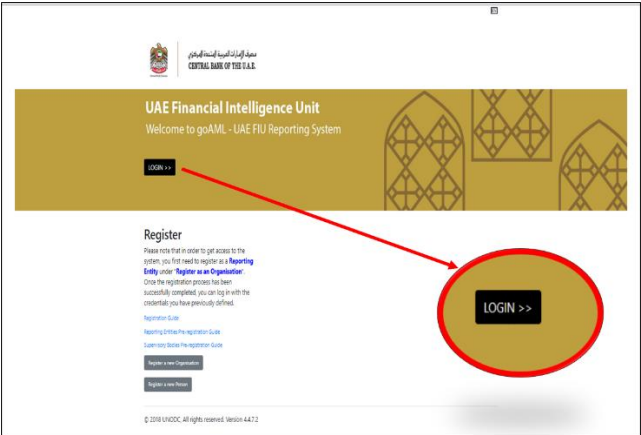 مصرف الإمارات العربية المتحدة المركزي
CENTRAL BANK OF THE U.A.E.
UAE Financial Intelligence Unit
Welcome to goAML - UAE FIU Reporting System
LOGIN >>
Register
Please note that in order to get access to the
system, you first need to register as a Reporting
Entity under "Register as an Organisation".
Once the registration process has been
successfully completed, you can log in with the
credentials you have previously defined.
LOGIN >>
Registration Guide
Reporting Entities Pre-registration Guide
Supervisory Bodies Pre-registration Guide
Register a new Organisation
Register a new Person
© 2018 UNODC, All rights reserved. Version 4.4.7.2